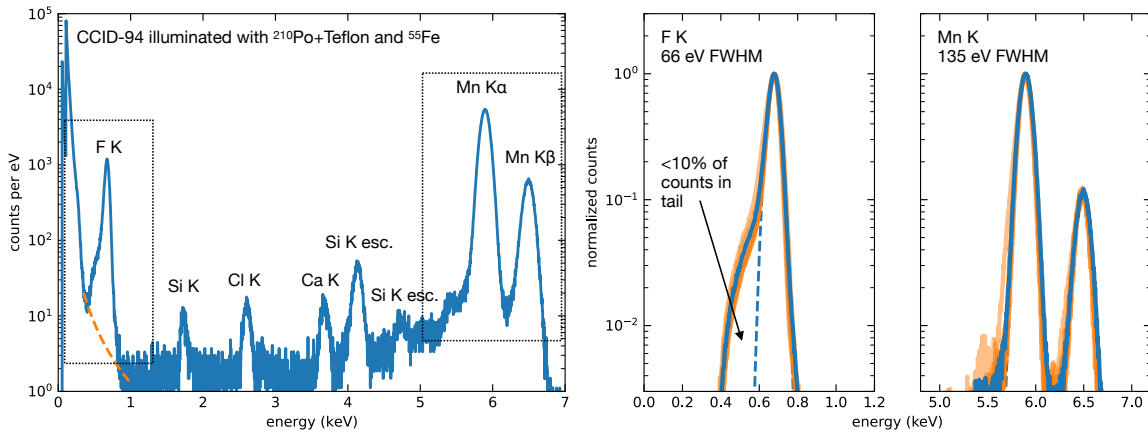 CCID-94 illuminated with ²¹⁰Po+Teflon and ⁵⁵Fe
F K
Si K
Cl K
Ca K
Si K esc.
Si K esc.
Mn Kα
Mn Kβ
counts per eV
10⁵
10⁴
10³
10²
10¹
10⁰
0 1 2 3 4 5 6 7
energy (keV)
F K
66 eV FWHM
<10% of
counts in
tail
normalized counts
10⁰
10⁻¹
10⁻²
0.0 0.2 0.4 0.6 0.8 1.0 1.2
Mn K
135 eV FWHM
5.0 5.5 6.0 6.5 7.0
energy (keV)